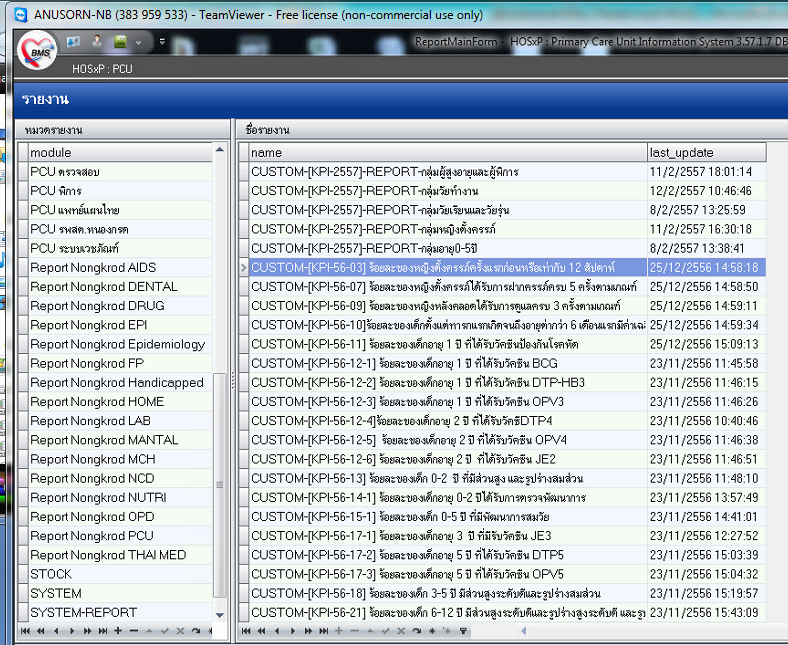 ANUSORN-NB (383 959 533) - TeamViewer - Free license (non-commercial use only)
BMS
ReportMainForm - HOSxP : Primary Care Unit Information System 3.57.1.7 DB
HOSxP : PCU
รายงาน
หมวดรายงาน
ชื่อรายงาน
module
name last_update
PCU ตรวจสอบ
CUSTOM-[KPI-2557]-REPORT-กลุ่มผู้สูงอายุและผู้พิการ 11/2/2557 18:01:14
PCU พิการ
CUSTOM-[KPI-2557]-REPORT-กลุ่มวัยทำงาน 12/2/2557 10:46:46
PCU แพทย์แผนไทย
CUSTOM-[KPI-2557]-REPORT-กลุ่มวัยเรียนและวัยรุ่น 8/2/2557 13:25:59
PCU รพสต.หนองกรด
CUSTOM-[KPI-2557]-REPORT-กลุ่มหญิงตั้งครรภ์ 11/2/2557 16:30:18
PCU ระบบเวชภัณฑ์
CUSTOM-[KPI-2557]-REPORT-กลุ่มอายุ0-5ปี 8/2/2557 13:38:41
Report Nongkrod AIDS
CUSTOM-[KPI-56-03] ร้อยละของหญิงตั้งครรภ์ครั้งแรกก่อนหรือเท่ากับ 12 สัปดาห์ 25/12/2556 14:58:18
Report Nongkrod DENTAL
CUSTOM-[KPI-56-07] ร้อยละของหญิงตั้งครรภ์ได้รับการฝากครรภ์ครบ 5 ครั้งตามเกณฑ์ 25/12/2556 14:58:50
Report Nongkrod DRUG
CUSTOM-[KPI-56-09] ร้อยละของหญิงหลังคลอดได้รับการดูแลครบ 3 ครั้งตามเกณฑ์ 25/12/2556 14:59:11
Report Nongkrod EPI
CUSTOM-[KPI-56-10]ร้อยละของเด็กตั้งแต่ทารกแรกเกิดจนถึงอายุต่ำกว่า 6 เดือนแรกมีค่าเฉ 25/12/2556 14:59:34
Report Nongkrod Epidemiology
CUSTOM-[KPI-56-11] ร้อยละของเด็กอายุ 1 ปี ที่ได้รับวัคซีนป้องกันโรคหัด 25/12/2556 15:09:13
Report Nongkrod FP
CUSTOM-[KPI-56-12-1] ร้อยละของเด็กอายุ 1 ปี ที่ได้รับวัคซีน BCG 23/11/2556 11:45:58
Report Nongkrod Handicapped
CUSTOM-[KPI-56-12-2] ร้อยละของเด็กอายุ 1 ปี ที่ได้รับวัคซีน DTP-HB3 23/11/2556 11:46:15
Report Nongkrod HOME
CUSTOM-[KPI-56-12-3] ร้อยละของเด็กอายุ 1 ปี ที่ได้รับวัคซีน OPV3 23/11/2556 11:46:26
Report Nongkrod LAB
CUSTOM-[KPI-56-12-4]ร้อยละของเด็กอายุ 2 ปี ที่ได้รับวัคซีDTP4 23/11/2556 10:40:46
Report Nongkrod MANTAL
CUSTOM-[KPI-56-12-5] ร้อยละของเด็กอายุ 2 ปี ที่ได้รับวัคซีน OPV4 23/11/2556 11:46:38
Report Nongkrod MCH
CUSTOM-[KPI-56-12-6] ร้อยละของเด็กอายุ 2 ปี ที่ได้รับวัคซีน JE2 23/11/2556 11:46:51
Report Nongkrod NCD
CUSTOM-[KPI-56-13] ร้อยละของเด็ก 0-2 ปี ที่มีส่วนสูง และรูปร่างสมส่วน 23/11/2556 11:48:10
Report Nongkrod NUTRI
CUSTOM-[KPI-56-14-1] ร้อยละของเด็กอายุ 0-2 ปีได้รับการตรวจพัฒนาการ 23/11/2556 13:57:49
Report Nongkrod OPD
CUSTOM-[KPI-56-15-1] ร้อยละของเด็ก 0-5 ปี ที่มีพัฒนาการสมวัย 23/11/2556 14:41:01
Report Nongkrod PCU
CUSTOM-[KPI-56-17-1] ร้อยละของเด็กอายุ 3 ปี ที่มีรับวัคซีน JE3 23/11/2556 12:27:52
Report Nongkrod THAI MED
CUSTOM-[KPI-56-17-2] ร้อยละของเด็กอายุ 5 ปี ที่ได้รับวัคซีน DTP5 23/11/2556 15:03:39
STOCK
CUSTOM-[KPI-56-17-3] ร้อยละของเด็กอายุ 5 ปี ที่ได้รับวัคซีน OPV5 23/11/2556 15:04:32
SYSTEM
CUSTOM-[KPI-56-18] ร้อยละของเด็ก 3-5 ปี มีส่วนสูงระดับดีและรูปร่างสมส่วน 23/11/2556 15:19:57
SYSTEM-REPORT
CUSTOM-[KPI-56-21] ร้อยละของเด็ก 6-12 ปี มีส่วนสูงระดับดีและรูปร่างสูงระดับดี และรูป 23/11/2556 15:43:09